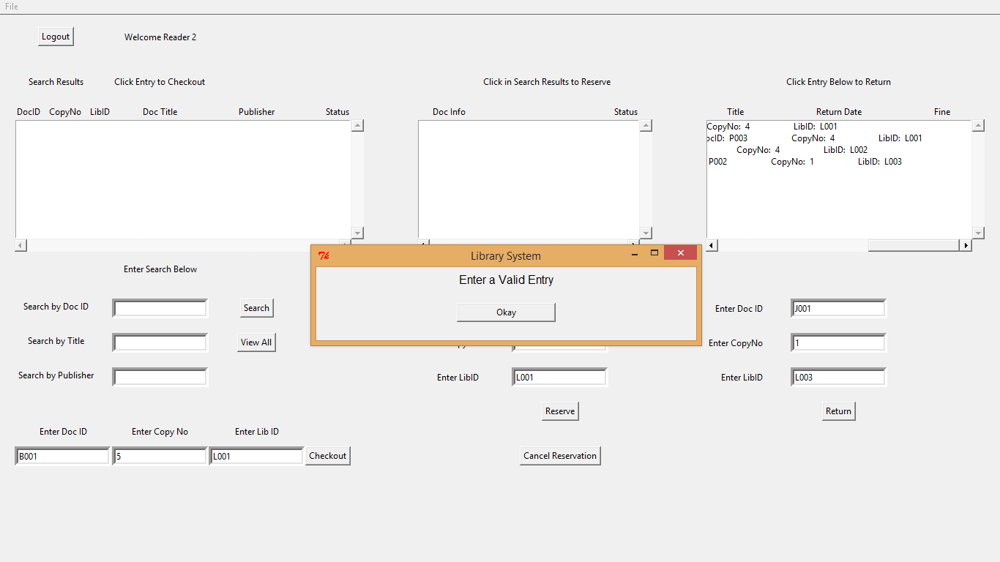 File
Logout
Welcome Reader 2
Search Results
Click Entry to Checkout
Click in Search Results to Reserve
Click Entry Below to Return
DocID CopyNo LibID Doc Title Publisher Status
Doc Info Status
Title Return Date Fine
CopyNo: 4 LibID: L001
ocID: P003 CopyNo: 4 LibID: L001
CopyNo: 4 LibID: L002
P002 CopyNo: 1 LibID: L003
Library System
Enter a Valid Entry
Okay
Enter Search Below
Search by Doc ID
Search
Search by Title
View All
Search by Publisher
Enter LibID L001
Reserve
Enter Doc ID J001
Enter CopyNo 1
Enter LibID L003
Return
Enter Doc ID Enter Copy No Enter Lib ID
B001 5 L001 Checkout
Cancel Reservation